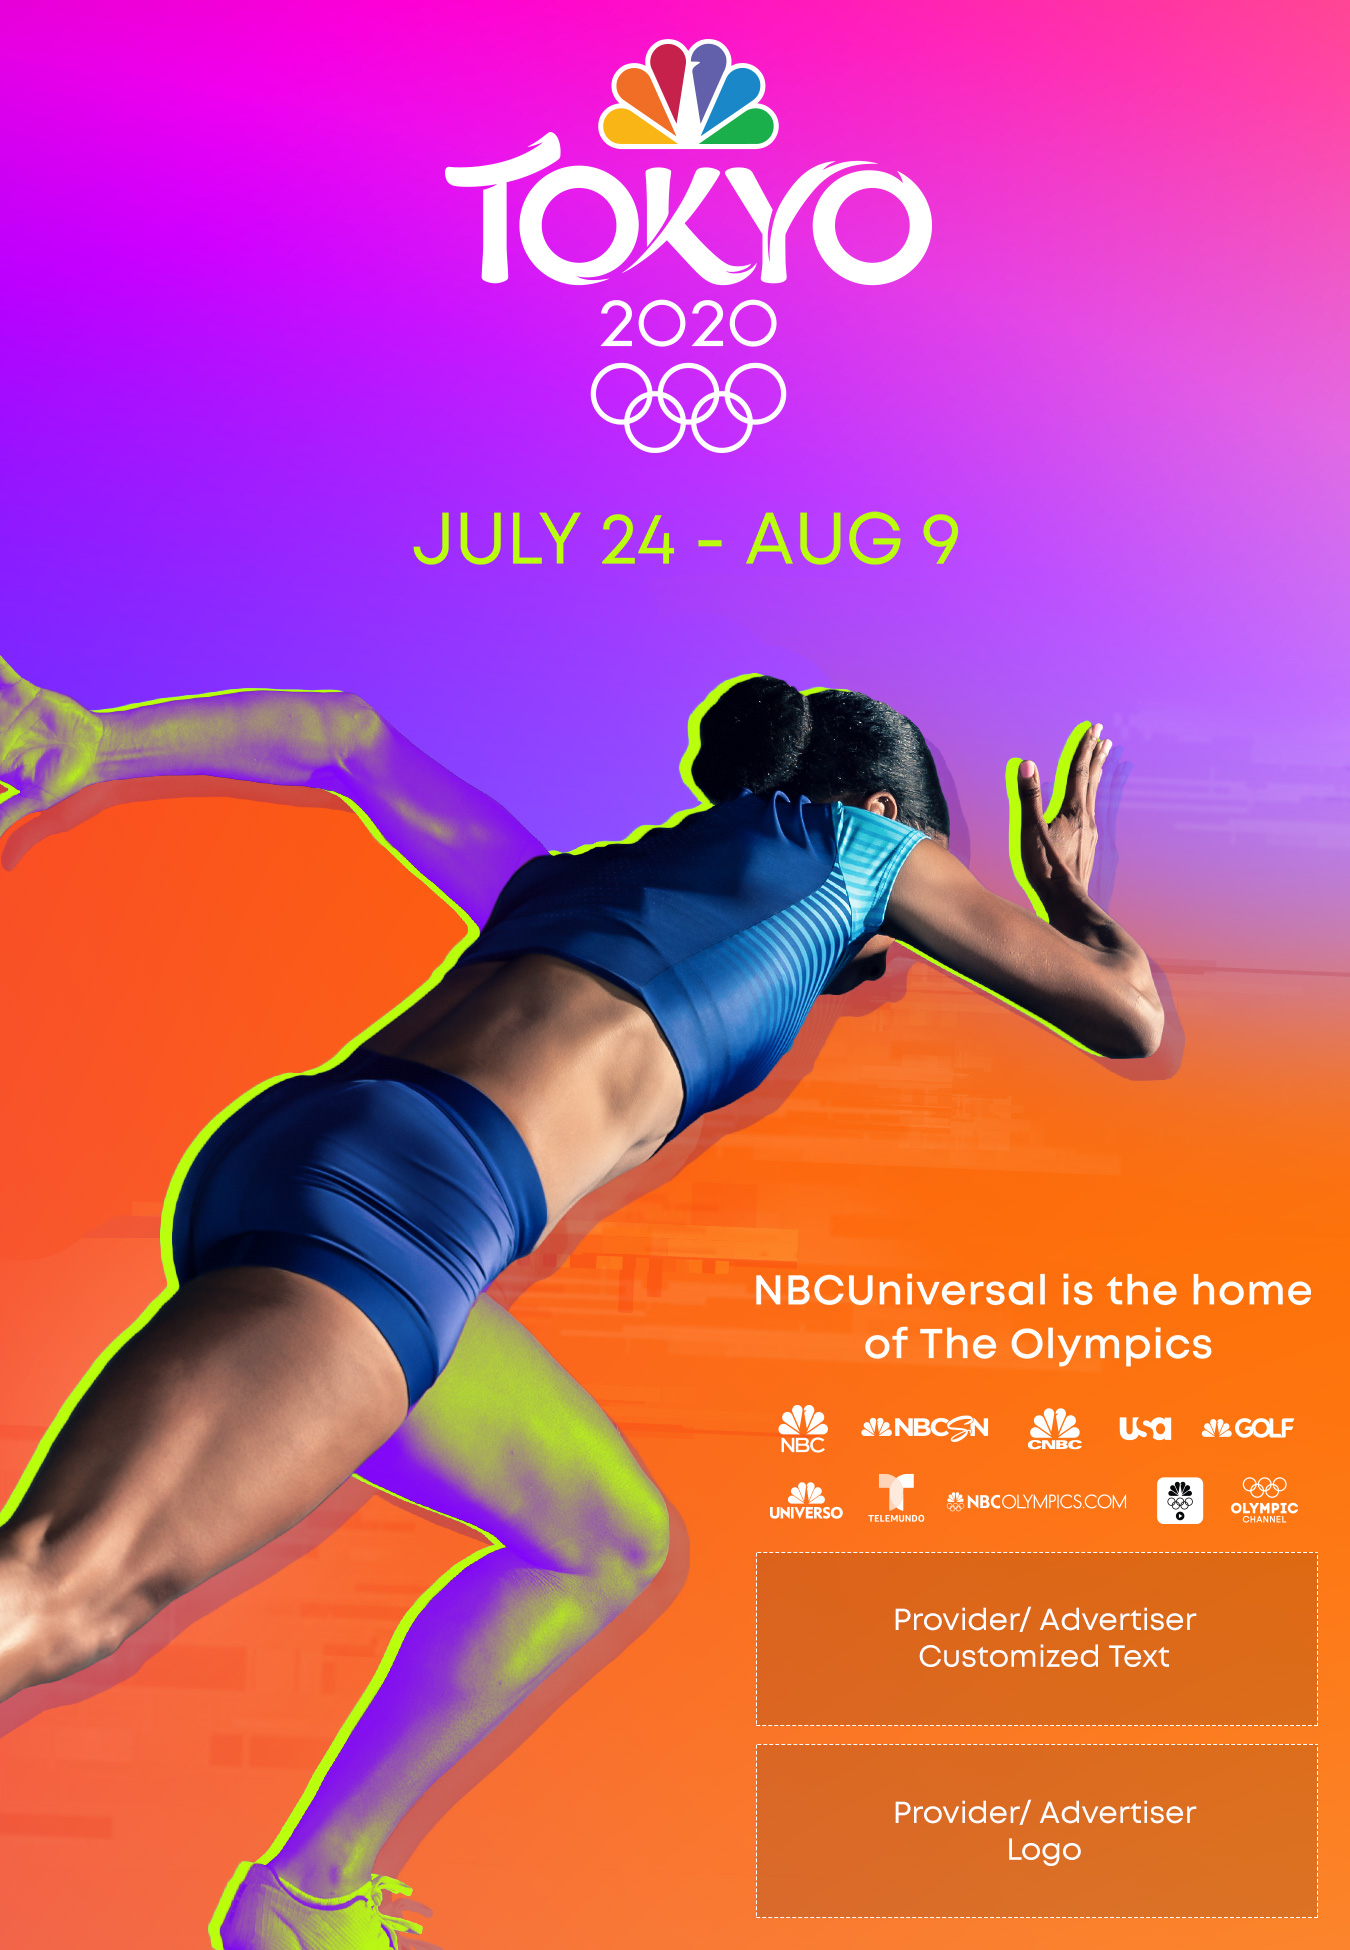 TOKYO
2020
JULY 24 - AUG 9
NBCUniversal is the home
of The Olympics
NBC
NBCSN
CNBC
usa
GOLF
UNIVERSO
TELEMUNDO
NBCOLYMPICS.COM
OLYMPIC
CHANNEL
Provider/ Advertiser
Customized Text
Provider/ Advertiser
Logo